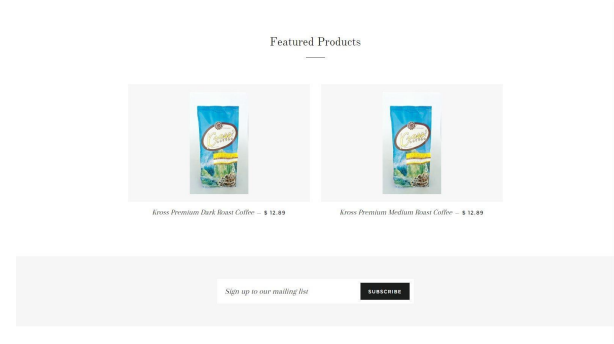 Featured Products
Kross Premium Dark Roast Coffee — $ 12.89
Kross Premium Medium Roast Coffee — $ 12.89
Sign up to our mailing list
SUBSCRIBE